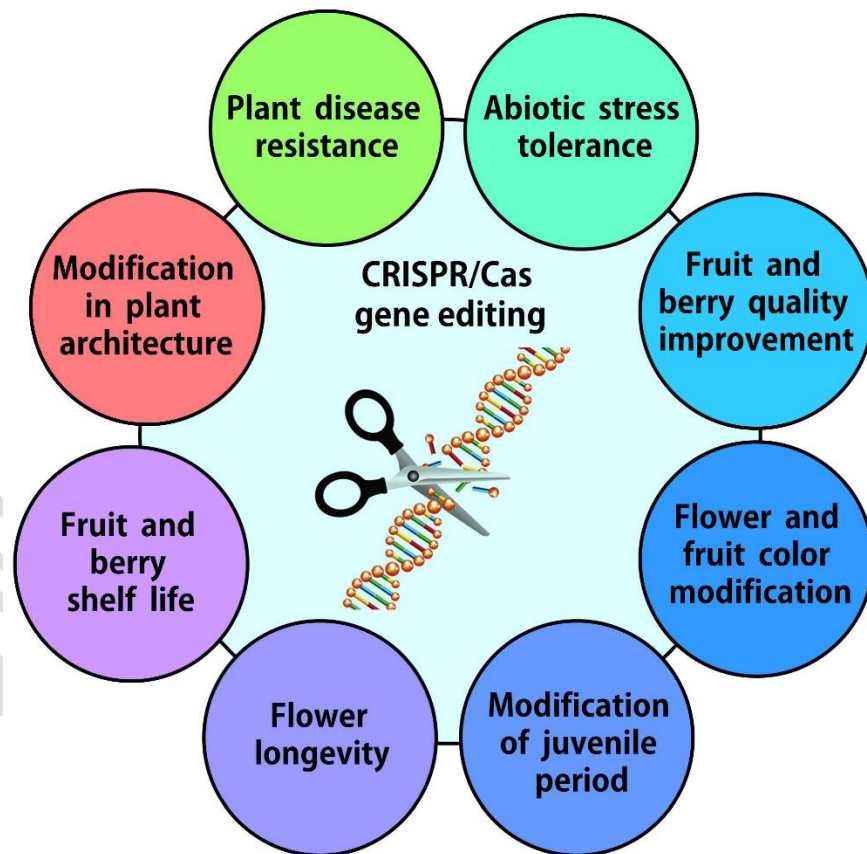 CRISPR/Cas
gene editing
Plant disease
resistance
Abiotic stress
tolerance
Fruit and
berry quality
improvement
Flower and
fruit color
modification
Modification
of juvenile
period
Flower
longevity
Fruit and
berry
shelf life
Modification
in plant
architecture